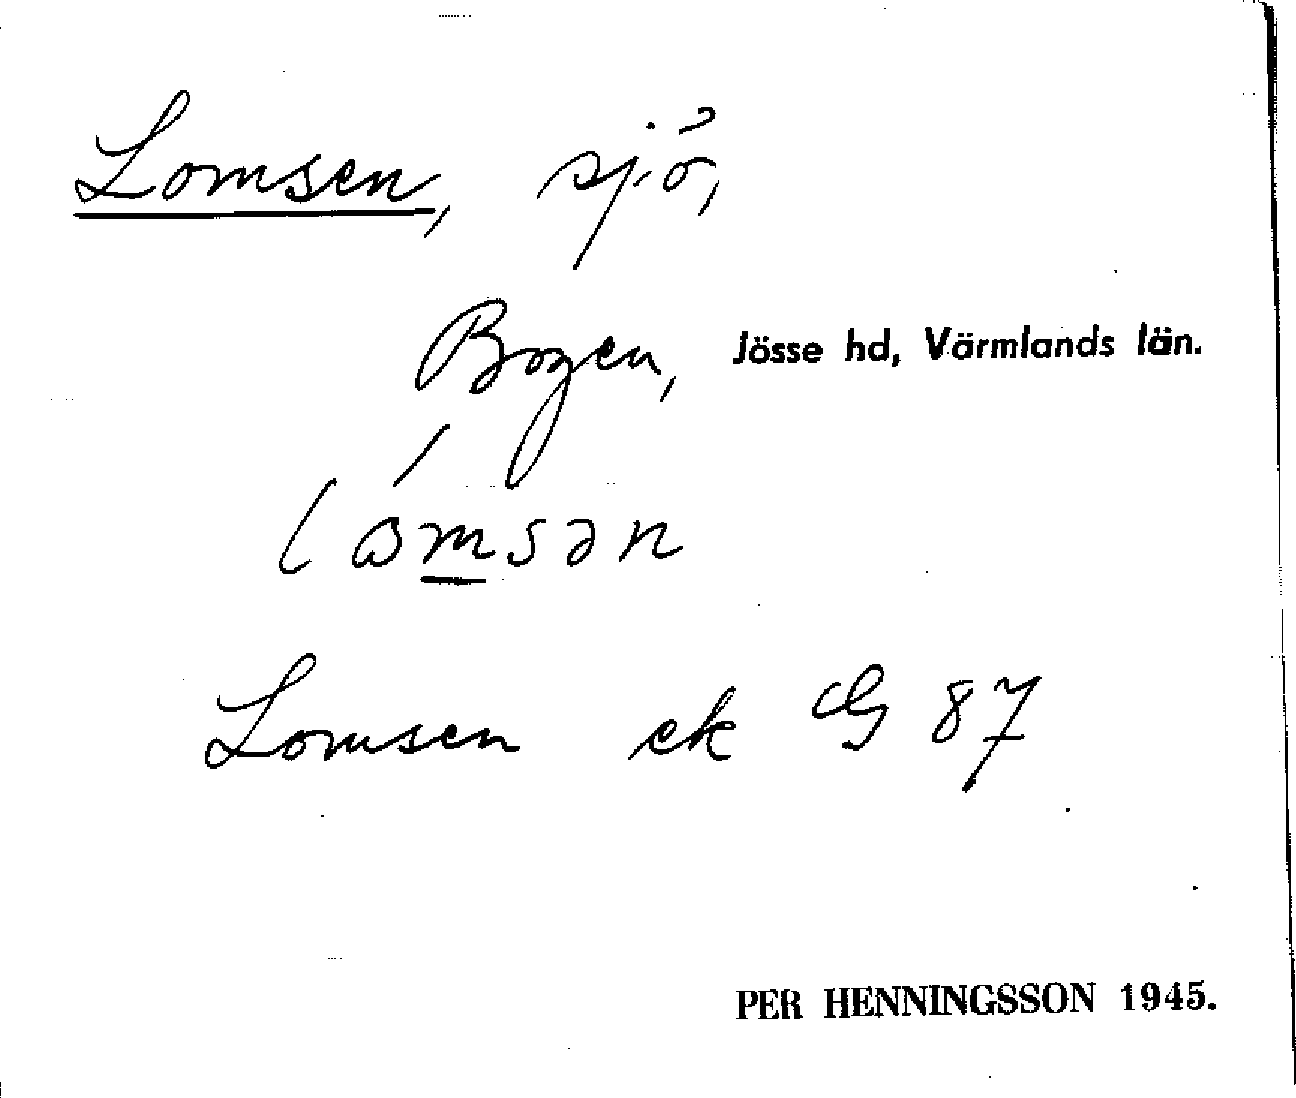 Lomsen, sjö,
Bogen, Jösse hd, Värmlands län.
lomsən
Lomsen ek G 87
PER HENNINGSSON 1945.